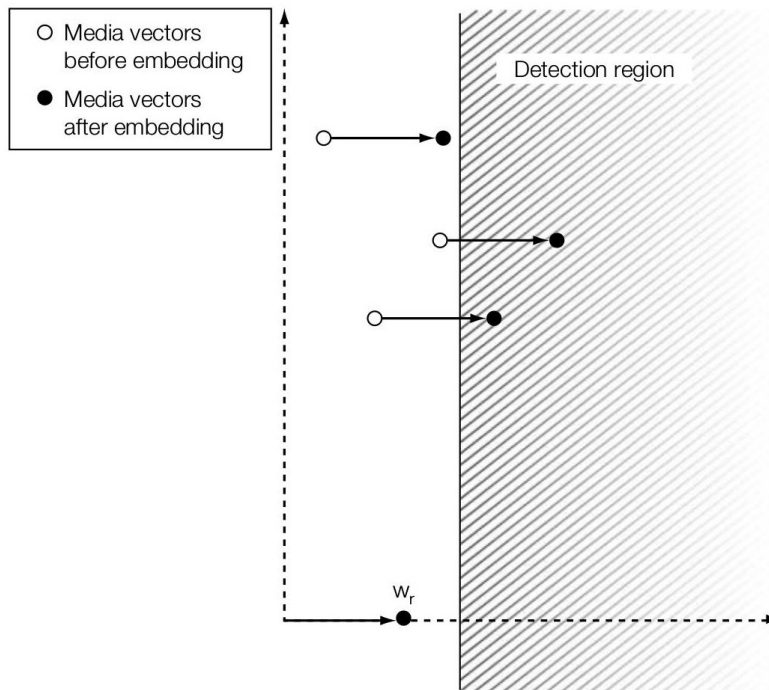 Media vectors
before embedding
Media vectors
after embedding
Detection region
wr